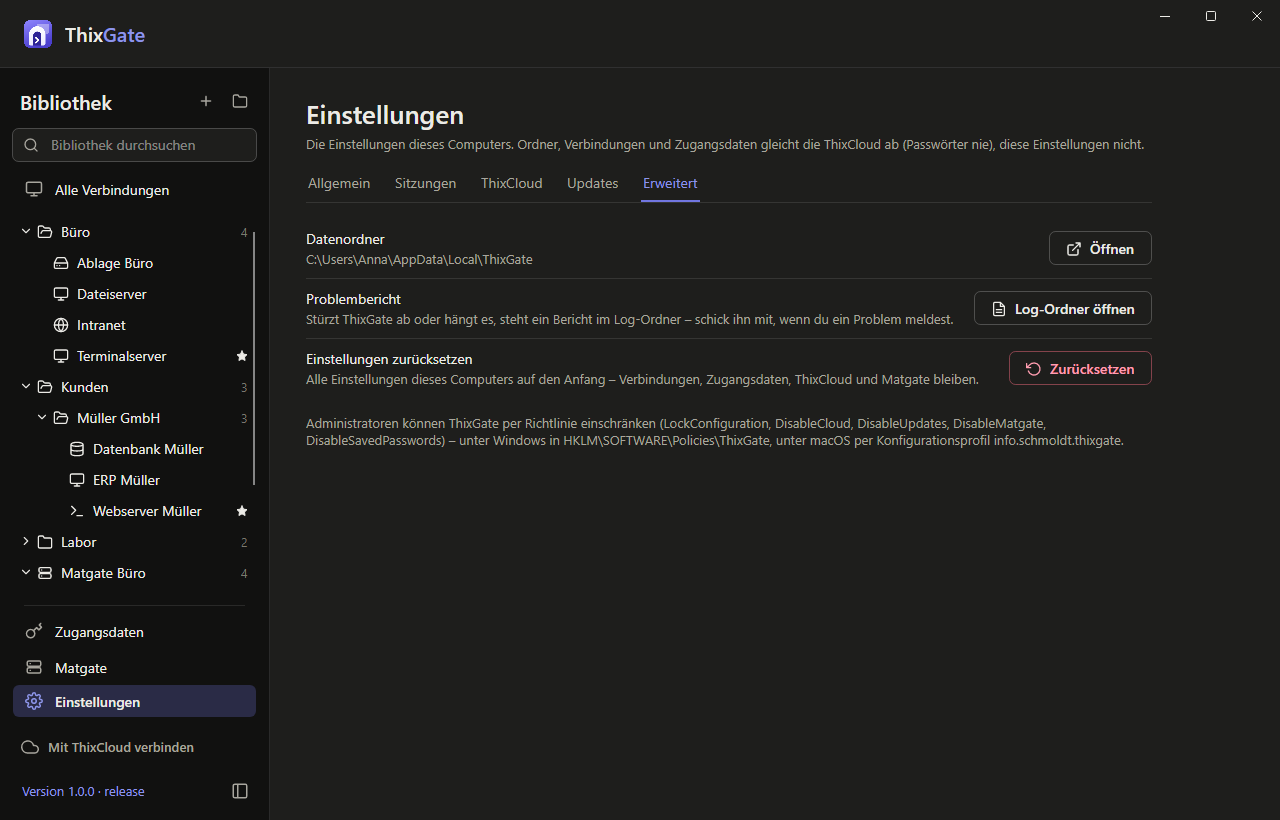 ThixGate
Bibliothek
Bibliothek durchsuchen
Alle Verbindungen
Büro 4
Ablage Büro
Dateiserver
Intranet
Terminalserver
Kunden 3
Müller GmbH 3
Datenbank Müller
ERP Müller
Webserver Müller
Labor 2
Matgate Büro 4
Zugangsdaten
Matgate
Einstellungen
Mit ThixCloud verbinden
Version 1.0.0 · release
Einstellungen
Die Einstellungen dieses Computers. Ordner, Verbindungen und Zugangsdaten gleicht die ThixCloud ab (Passwörter nie), diese Einstellungen nicht.
Allgemein Sitzungen ThixCloud Updates Erweitert
Datenordner
C:\Users\Anna\AppData\Local\ThixGate
Öffnen
Problembericht
Stürzt ThixGate ab oder hängt es, steht ein Bericht im Log-Ordner – schick ihn mit, wenn du ein Problem meldest.
Log-Ordner öffnen
Einstellungen zurücksetzen
Alle Einstellungen dieses Computers auf den Anfang – Verbindungen, Zugangsdaten, ThixCloud und Matgate bleiben.
Zurücksetzen
Administratoren können ThixGate per Richtlinie einschränken (LockConfiguration, DisableCloud, DisableUpdates, DisableMatgate,
DisableSavedPasswords) – unter Windows in HKLM\SOFTWARE\Policies\ThixGate, unter macOS per Konfigurationsprofil info.schmoldt.thixgate.